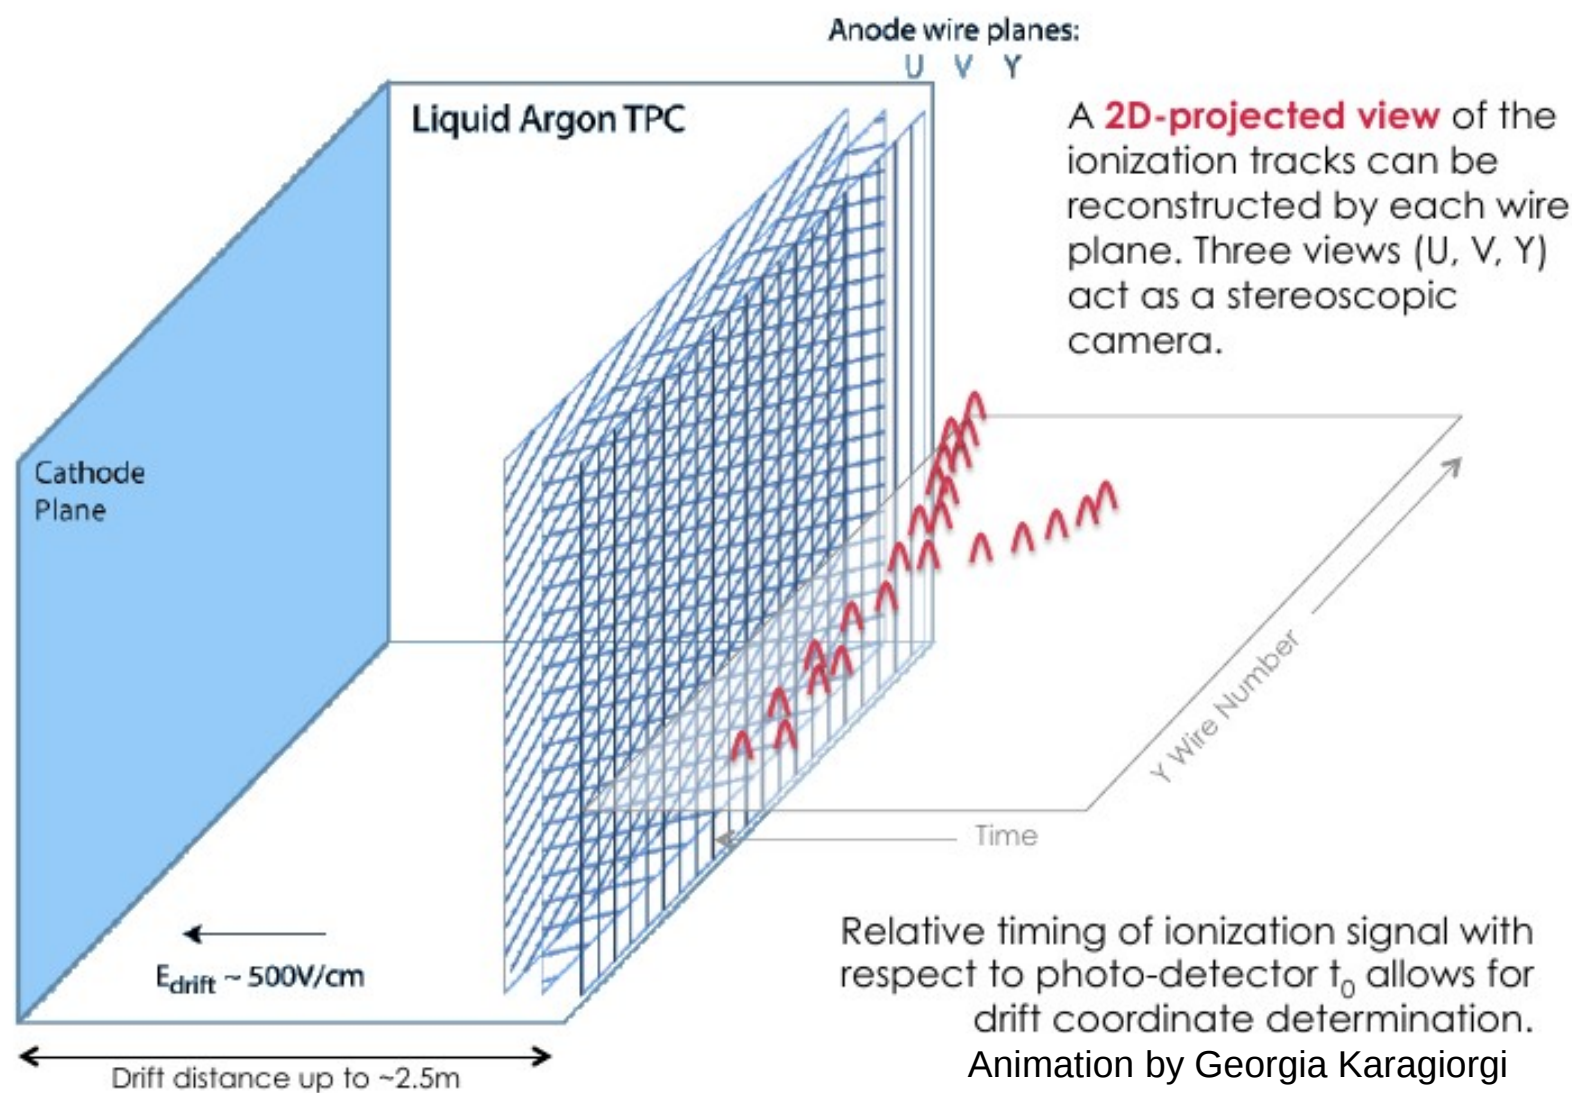 Anode wire planes:
U V Y
Liquid Argon TPC
A 2D-projected view of the
ionization tracks can be
reconstructed by each wire
plane. Three views (U, V, Y)
act as a stereoscopic
camera.
Cathode
Plane
Y Wire Number
Time
E_drift ~ 500V/cm
Drift distance up to ~2.5m
Relative timing of ionization signal with
respect to photo-detector t_0 allows for
drift coordinate determination.
Animation by Georgia Karagiorgi